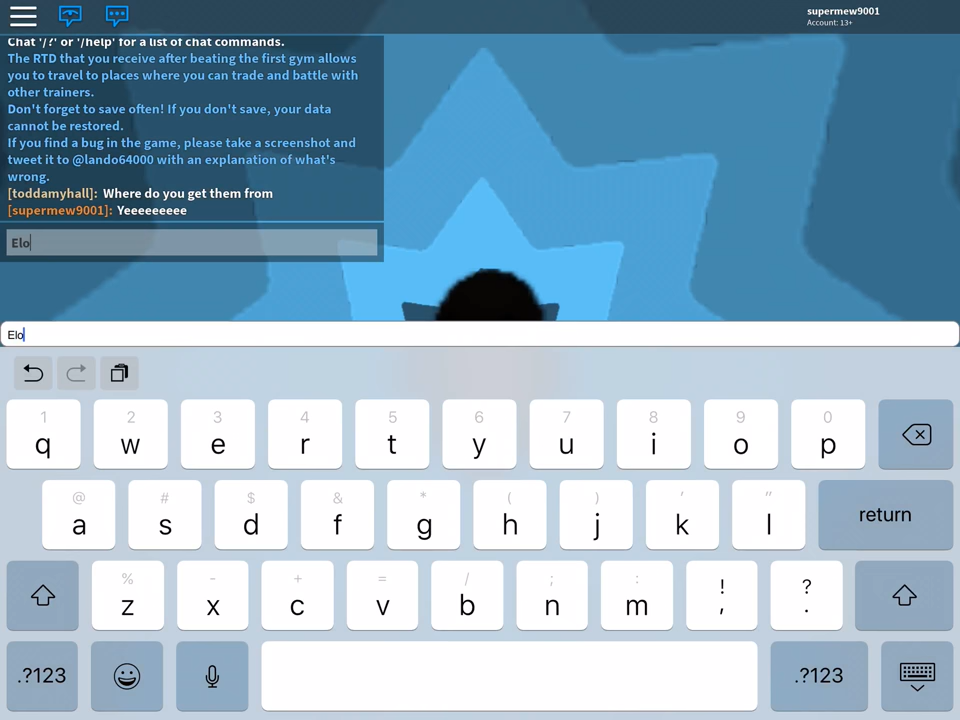 supermew9001
Account: 13+
Chat '/?' or '/help' for a list of chat commands.
The RTD that you receive after beating the first gym allows
you to travel to places where you can trade and battle with
other trainers.
Don't forget to save often! If you don't save, your data
cannot be restored.
If you find a bug in the game, please take a screenshot and
tweet it to @lando64000 with an explanation of what's
wrong.
[toddamyhall]: Where do you get them from
[supermew9001]: Yeeeeeeeee
Elo
Elo
1 2 3 4 5 6 7 8 9 0
q w e r t y u i o p
@ # $ & * ( ) ' "
a s d f g h j k l return
% - + = / ; : ! ?
z x c v b n m , .
.?123 .?123